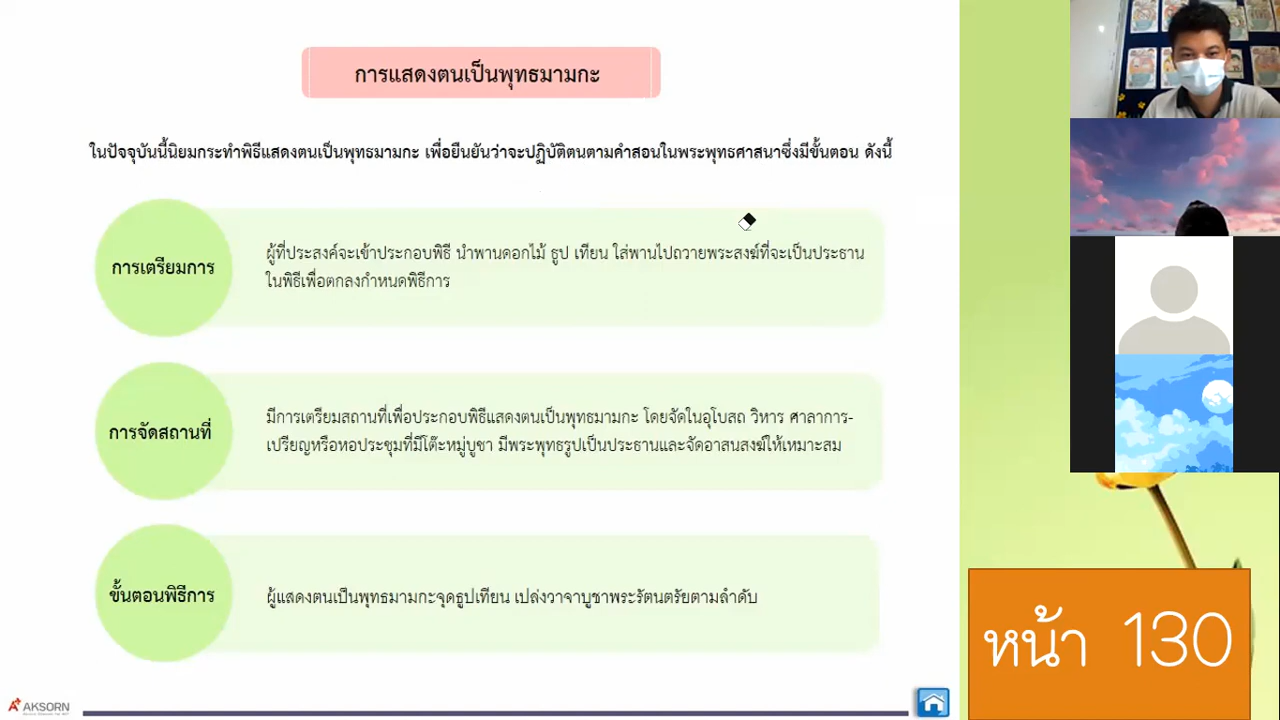 การแสดงตนเป็นพุทธมามกะ
ในปัจจุบันนี้นิยมกระทำพิธีแสดงตนเป็นพุทธมามกะ เพื่อยืนยันว่าจะปฏิบัติตนตามคำสอนในพระพุทธศาสนาซึ่งมีขั้นตอน ดังนี้
การเตรียมการ
ผู้ที่ประสงค์จะเข้าประกอบพิธี นำพานดอกไม้ ธูป เทียน ใส่พานไปถวายพระสงฆ์ที่จะเป็นประธาน
ในพิธีเพื่อตกลงกำหนดพิธีการ
การจัดสถานที่
มีการเตรียมสถานที่เพื่อประกอบพิธีแสดงตนเป็นพุทธมามกะ โดยจัดในอุโบสถ วิหาร ศาลาการ-
เปรียญหรือหอประชุมที่มีโต๊ะหมู่บูชา มีพระพุทธรูปเป็นประธานและจัดอาสนสงฆ์ให้เหมาะสม
ขั้นตอนพิธีการ
ผู้แสดงตนเป็นพุทธมามกะจุดธูปเทียน เปล่งวาจาบูชาพระรัตนตรัยตามลำดับ
หน้า 130
AKSORN